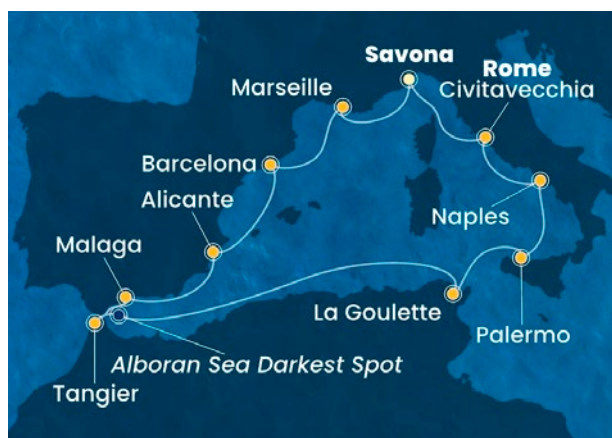 Savona
Rome
Civitavecchia
Marseille
Barcelona
Alicante
Naples
Malaga
La Goulette
Palermo
Alboran Sea Darkest Spot
Tangier